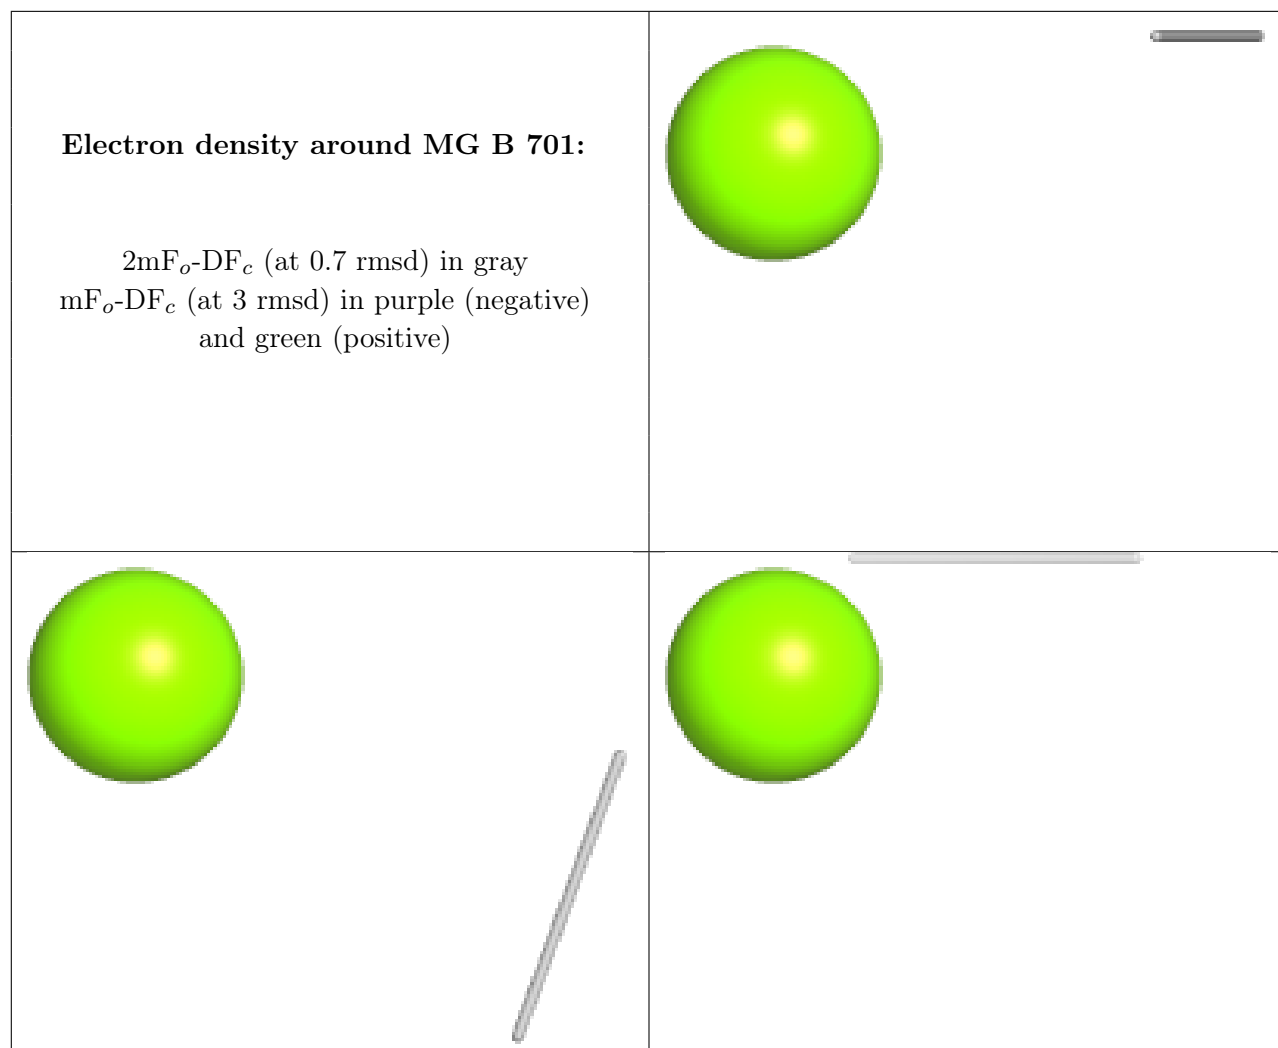 Electron density around MG B 701:
2mFo-DFc (at 0.7 rmsd) in gray
mFo-DFc (at 3 rmsd) in purple (negative)
and green (positive)